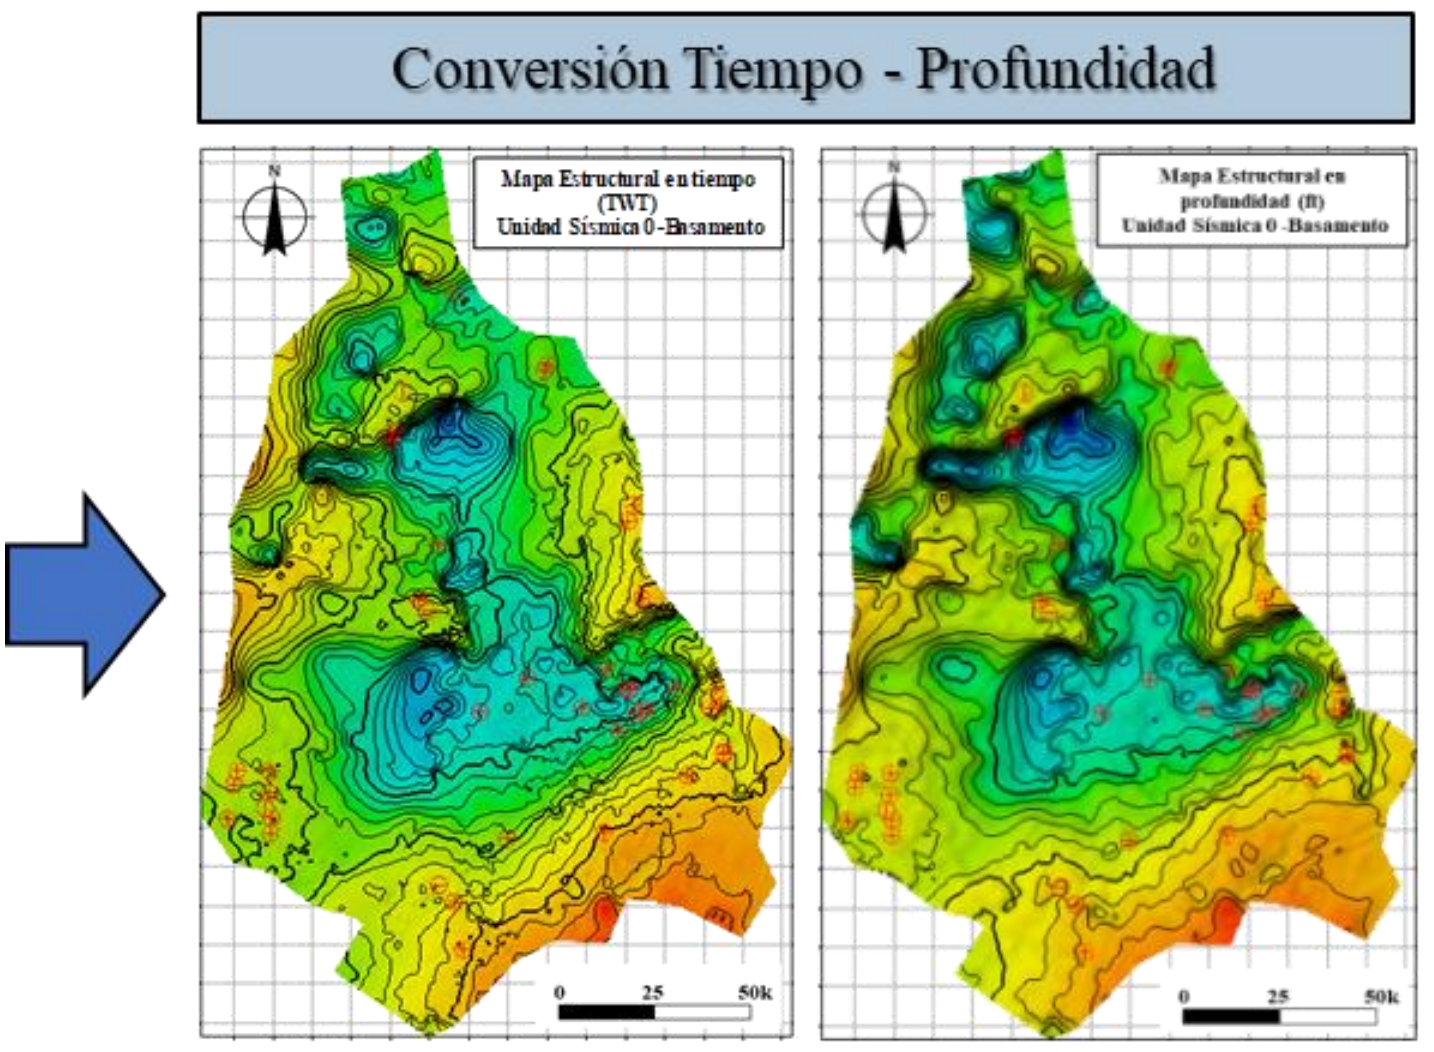 Conversión Tiempo - Profundidad
N
Mapa Estructural en tiempo
(TWT)
Unidad Sísmica 0 -Basamento
0 25 50k
N
Mapa Estructural en
profundidad (ft)
Unidad Sísmica 0 -Basamento
0 25 50k